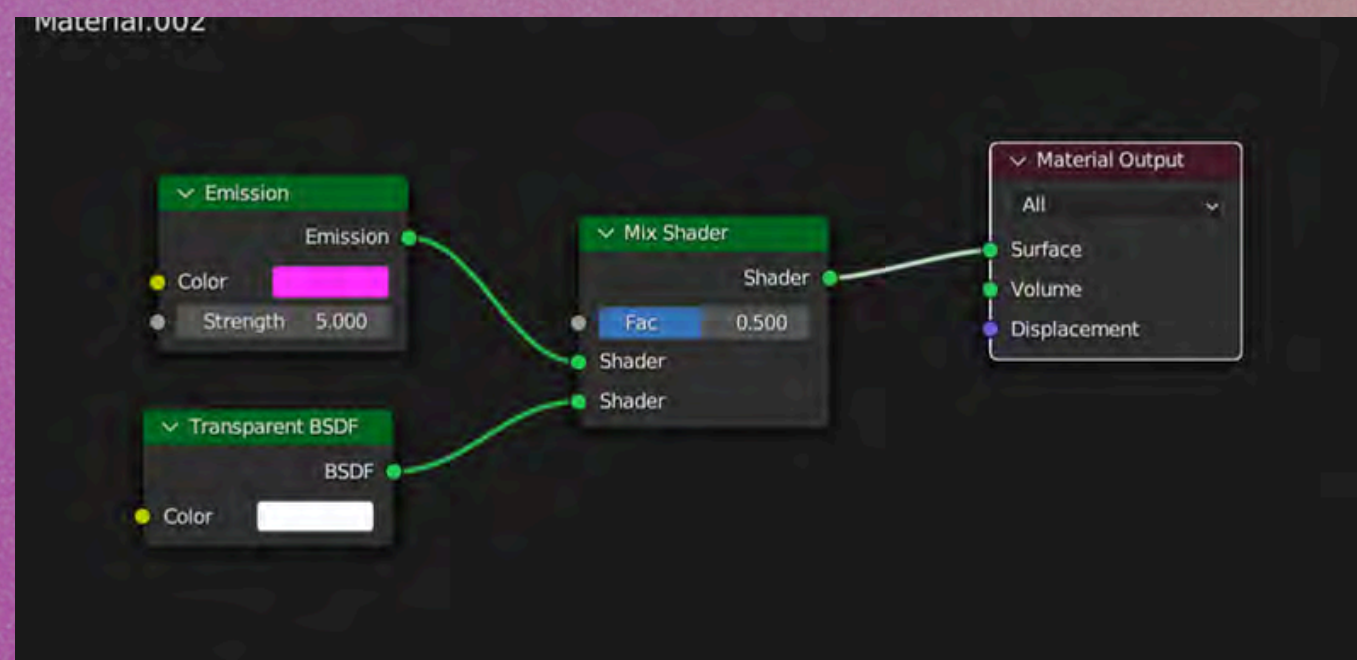 Material.002
Emission
Emission
Color
Strength 5.000
Transparent BSDF
BSDF
Color
Mix Shader
Shader
Fac 0.500
Shader
Shader
Material Output
All
Surface
Volume
Displacement